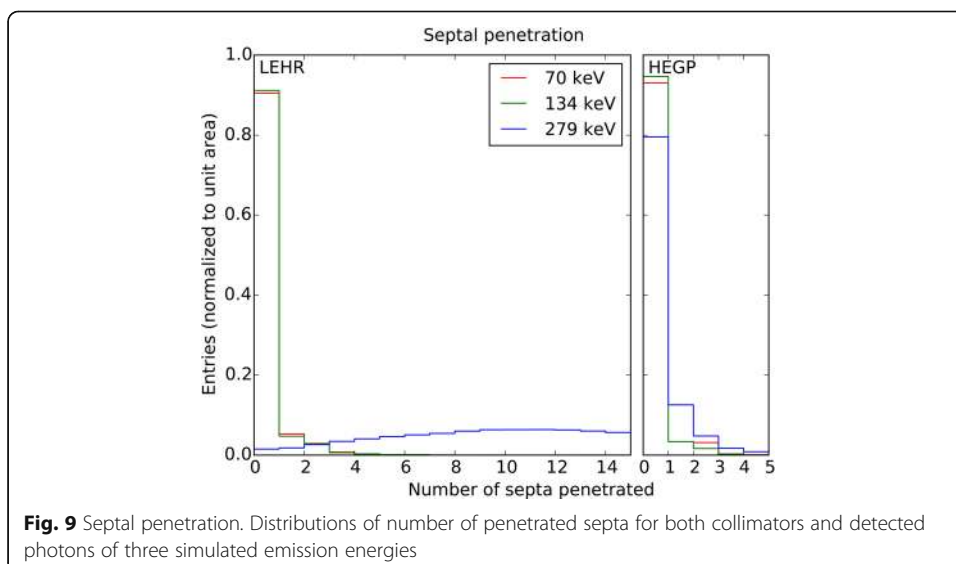 Septal penetration
LEHR
HEGP
70 keV
134 keV
279 keV
Entries (normalized to unit area)
1.0
0.8
0.6
0.4
0.2
0.0
0 2 4 6 8 10 12 14
0 1 2 3 4 5
Number of septa penetrated
Fig. 9 Septal penetration. Distributions of number of penetrated septa for both collimators and detected
photons of three simulated emission energies